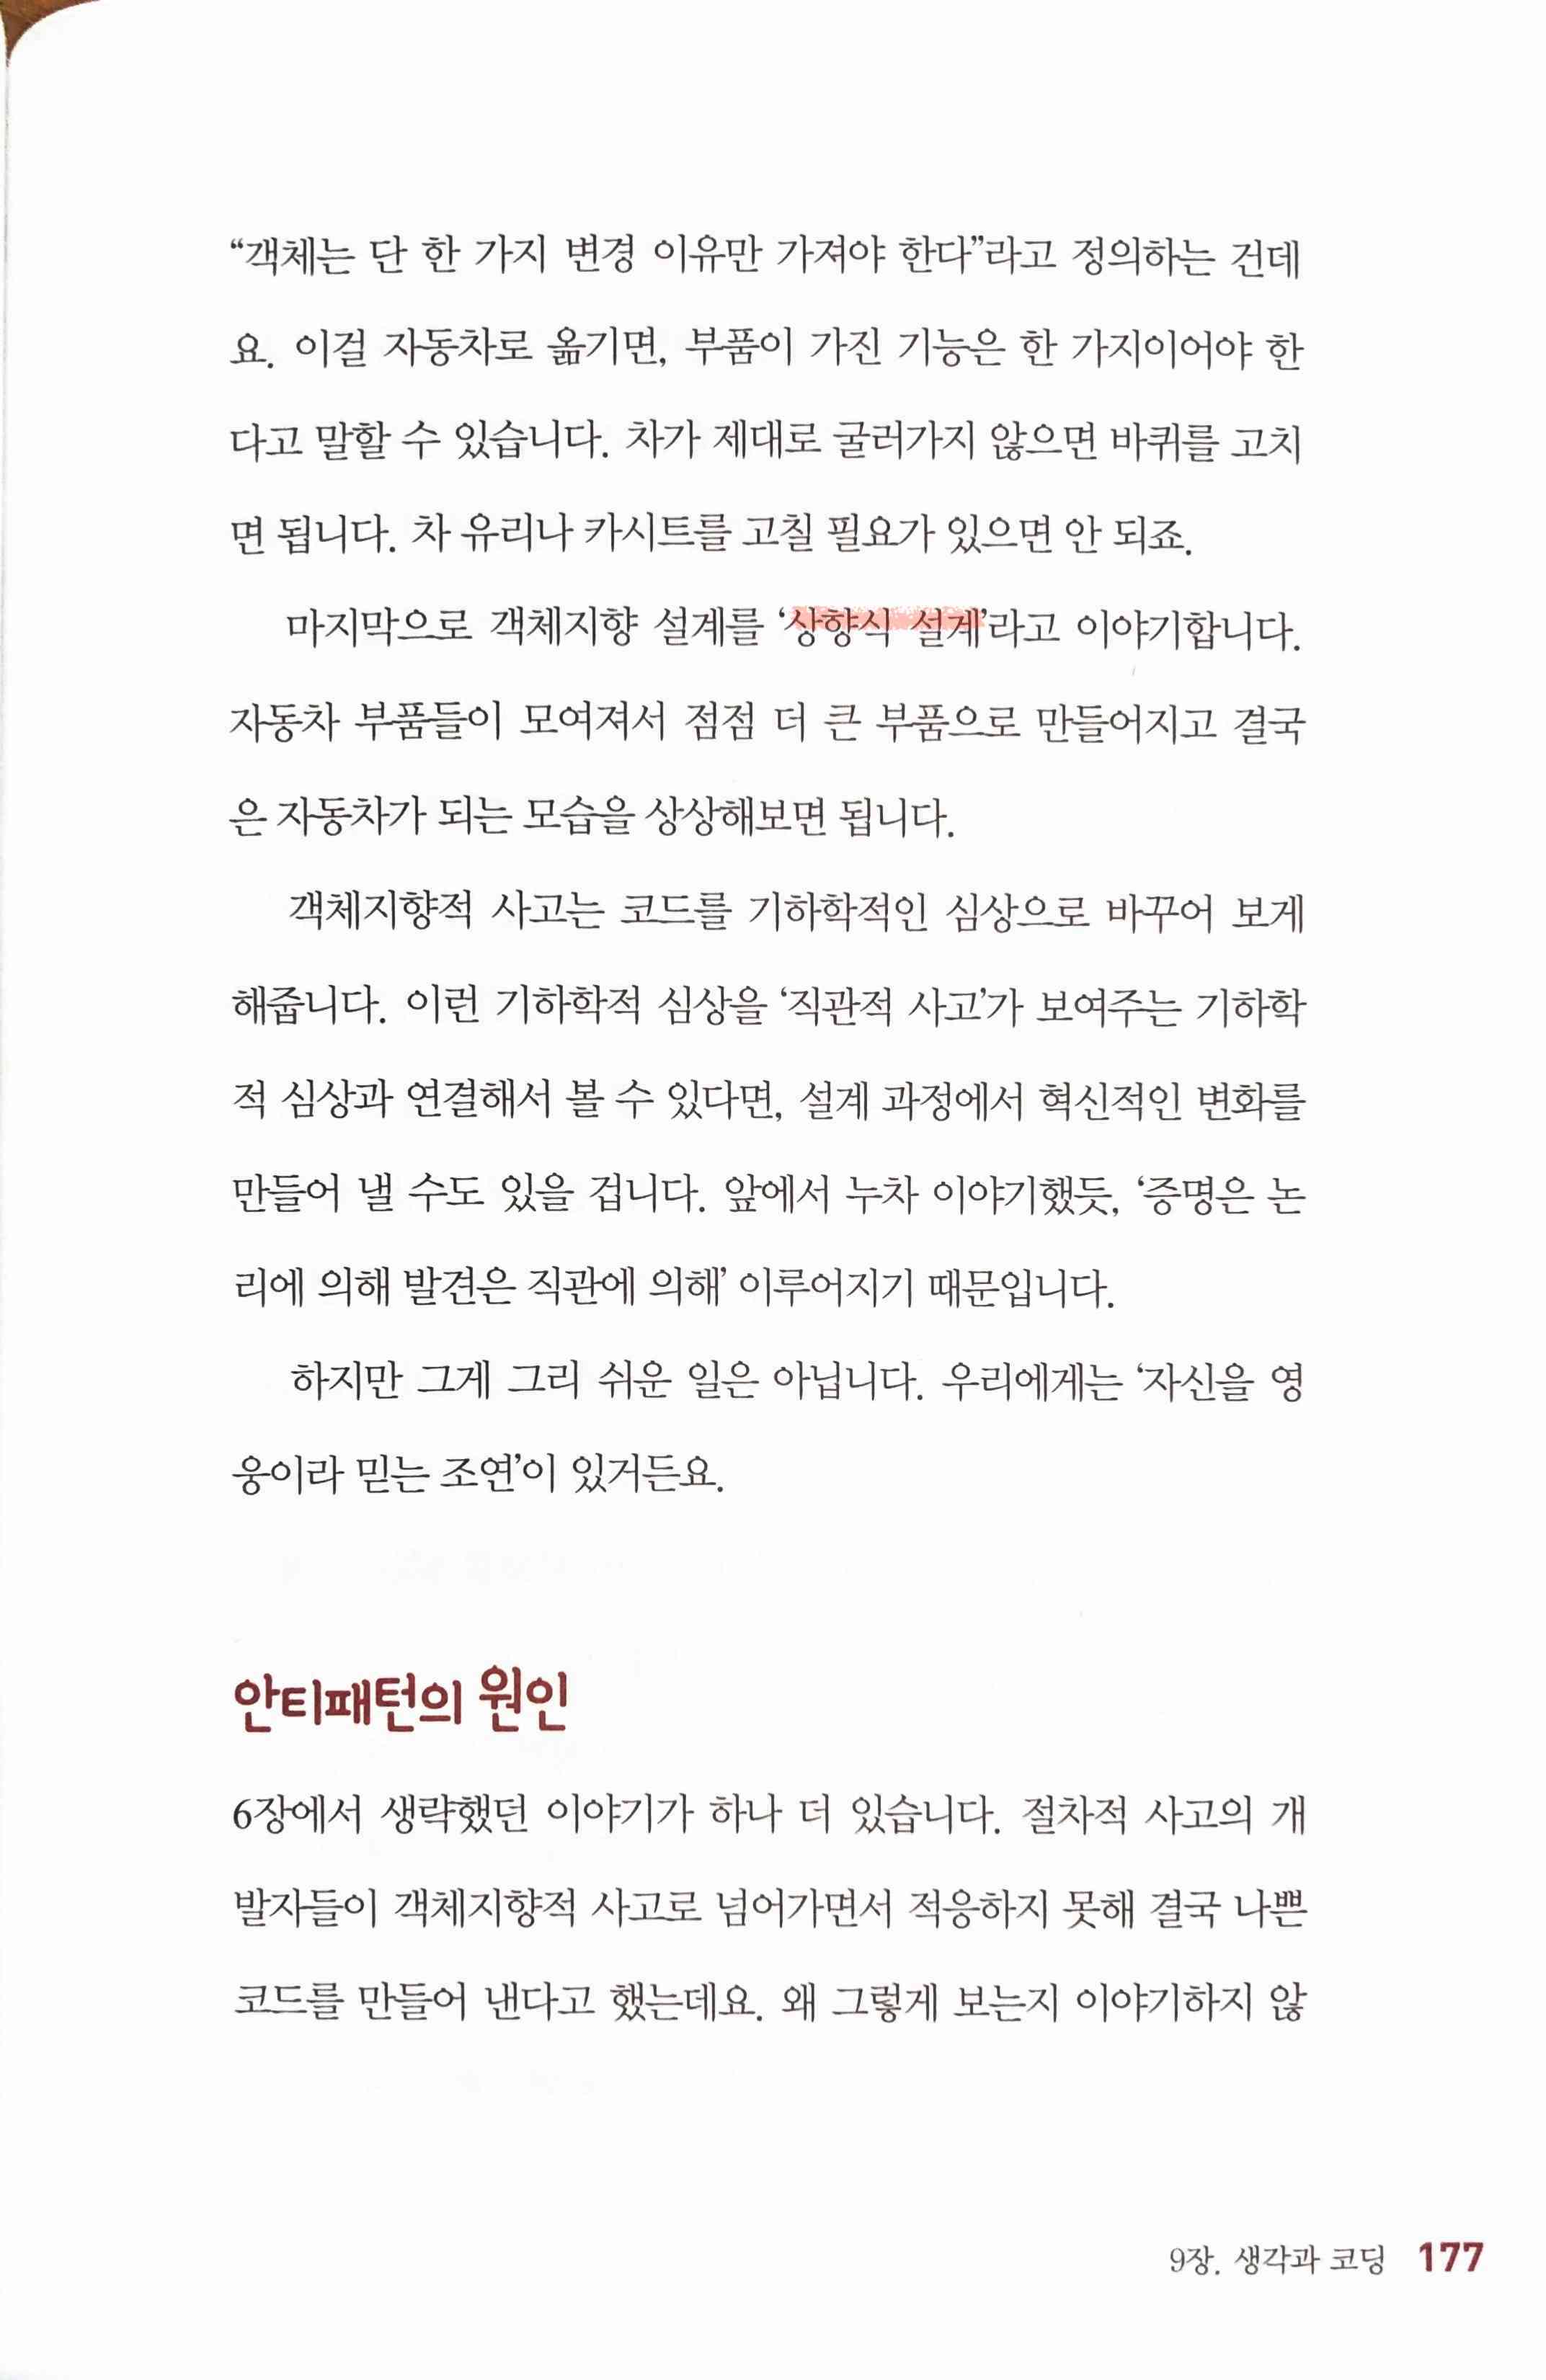 “객체는 단 한 가지 변경 이유만 가져야 한다”라고 정의하는 건데
요. 이걸 자동차로 옮기면, 부품이 가진 기능은 한 가지이어야 한
다고 말할 수 있습니다. 차가 제대로 굴러가지 않으면 바퀴를 고치
면 됩니다. 차 유리나 카시트를 고칠 필요가 있으면 안 되죠.
마지막으로 객체지향 설계를 ‘상향식 설계’라고 이야기합니다.
자동차 부품들이 모여져서 점점 더 큰 부품으로 만들어지고 결국
은 자동차가 되는 모습을 상상해보면 됩니다.
객체지향적 사고는 코드를 기하학적인 심상으로 바꾸어 보게
해줍니다. 이런 기하학적 심상을 ‘직관적 사고’가 보여주는 기하학
적 심상과 연결해서 볼 수 있다면, 설계 과정에서 혁신적인 변화를
만들어 낼 수도 있을 겁니다. 앞에서 누차 이야기했듯, ‘증명은 논
리에 의해 발견은 직관에 의해’ 이루어지기 때문입니다.
하지만 그게 그리 쉬운 일은 아닙니다. 우리에게는 ‘자신을 영
웅이라 믿는 조연’이 있거든요.
안티패턴의 원인
6장에서 생략했던 이야기가 하나 더 있습니다. 절차적 사고의 개
발자들이 객체지향적 사고로 넘어가면서 적응하지 못해 결국 나쁜
코드를 만들어 낸다고 했는데요. 왜 그렇게 보는지 이야기하지 않
9장. 생각과 코딩 177